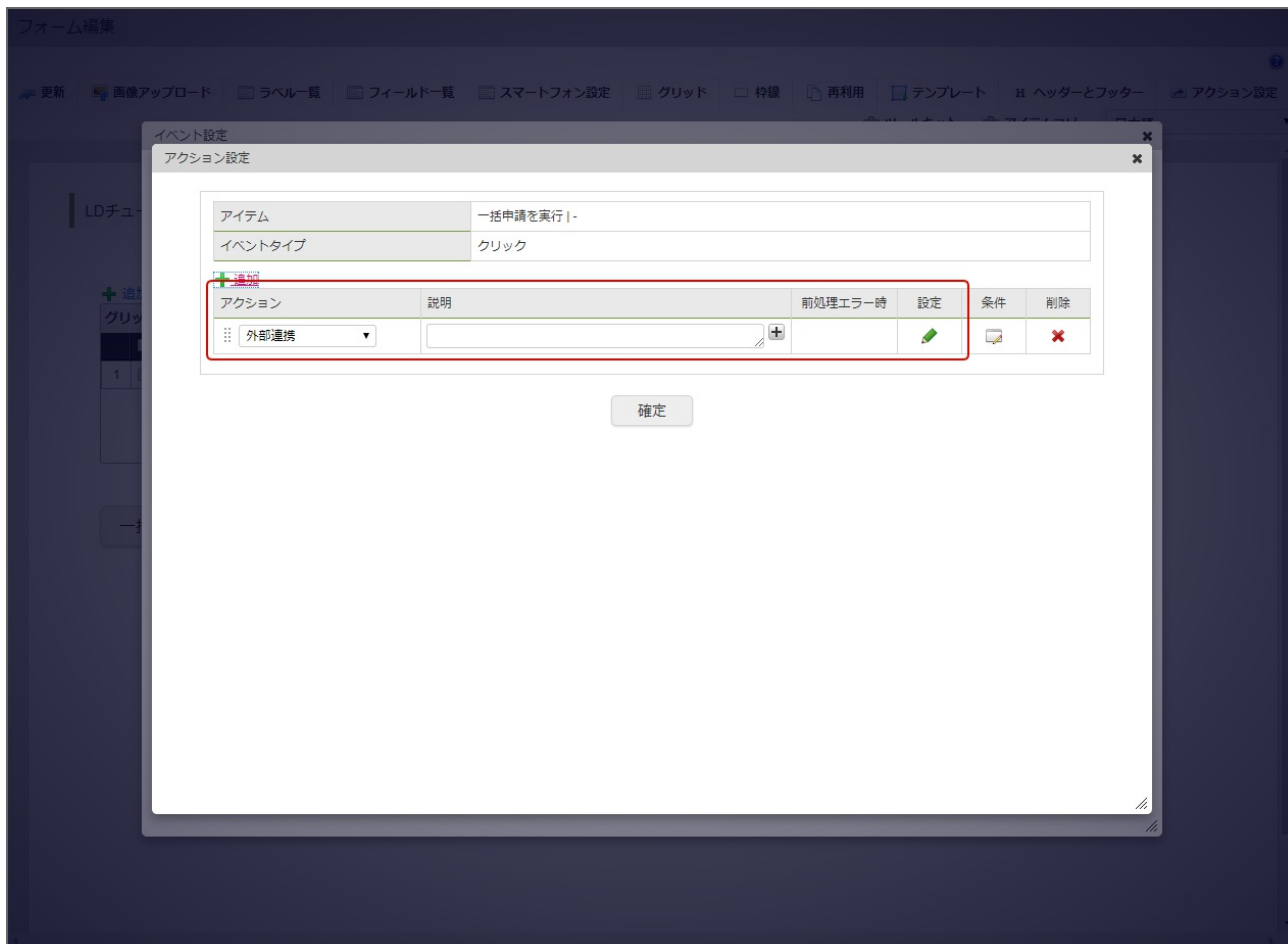 フォーム編集
更新 画像アップロード ラベル一覧 フィールド一覧 スマートフォン設定 グリッド 枠線 再利用 テンプレート H ヘッダーとフッター アクション設定
イベント設定
アクション設定
LDチュー
アイテム 一括申請を実行 | -
イベントタイプ クリック
追加
アクション 説明 前処理エラー時 設定 条件 削除
外部連携
グリッ
1
確定